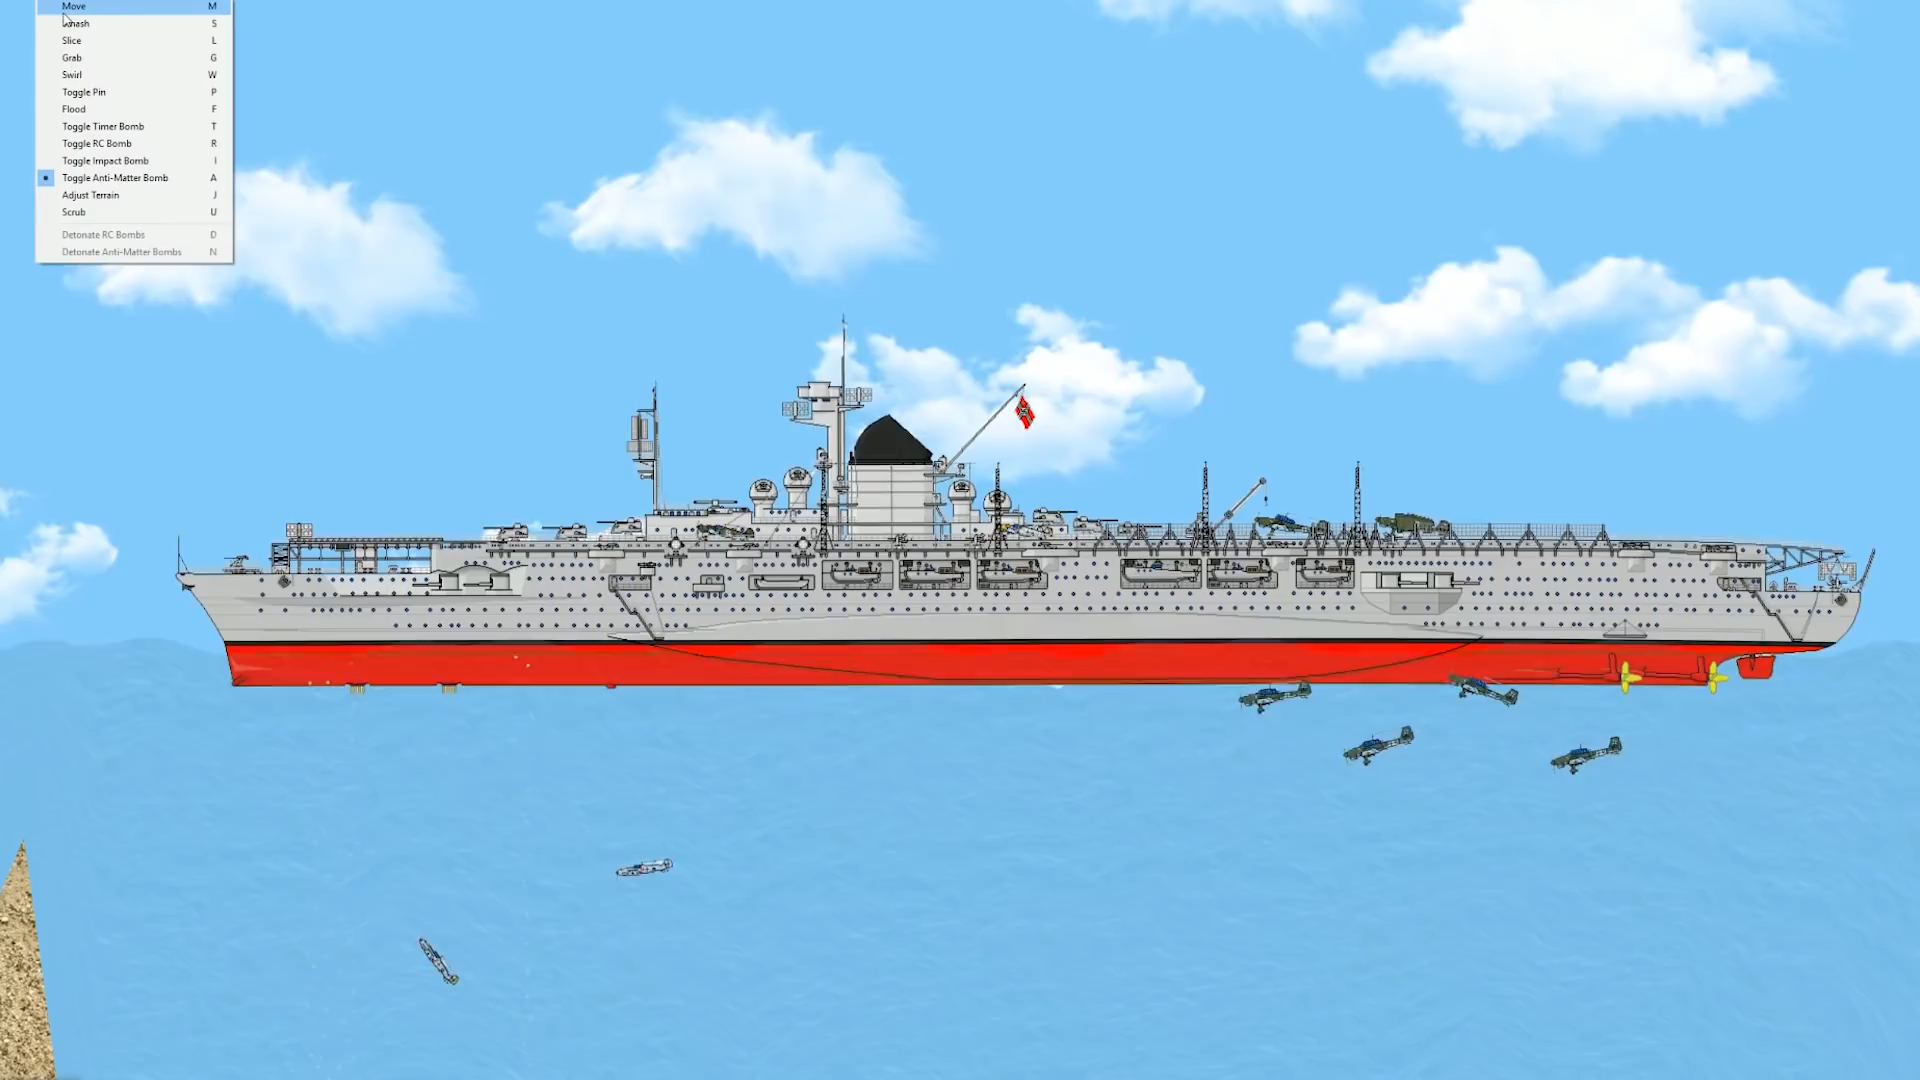 Move M
Smash S
Slice L
Grab G
Swirl W
Toggle Pin P
Flood F
Toggle Timer Bomb T
Toggle RC Bomb R
Toggle Impact Bomb I
Toggle Anti-Matter Bomb A
Adjust Terrain J
Scrub U
Detonate RC Bombs D
Detonate Anti-Matter Bombs N